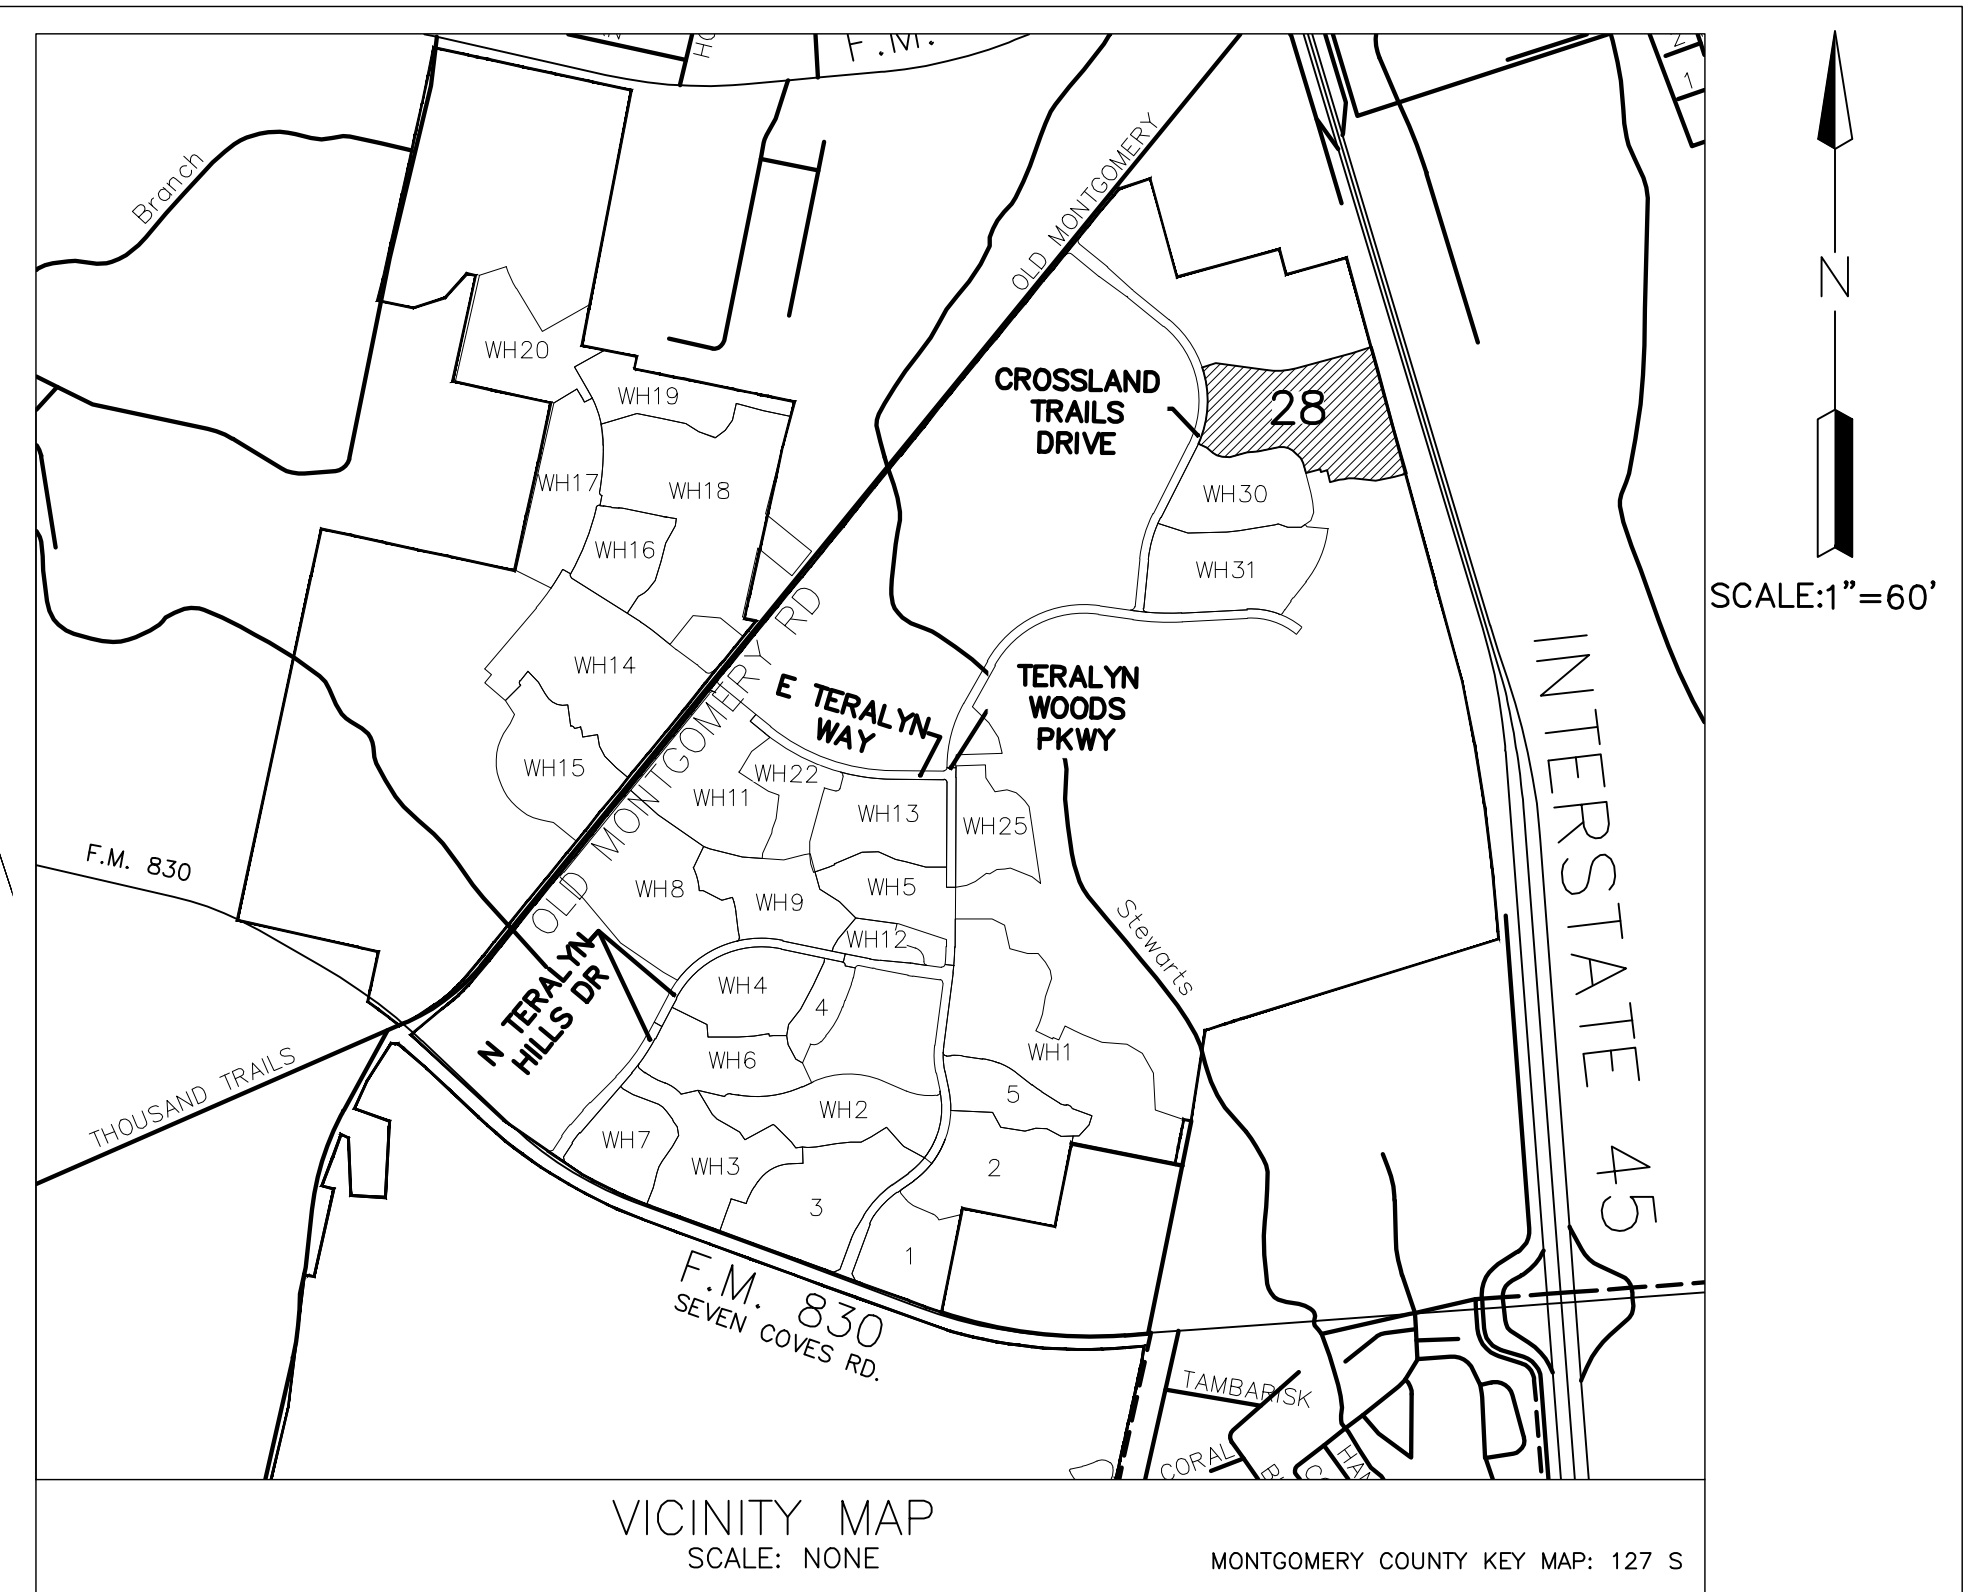 F.M.
1
Branch
OLD MONTGOMERY
N
WH20
WH19
CROSSLAND
TRAILS
DRIVE
28
WH17
WH18
WH30
WH16
WH31
SCALE:1"=60'
OLD MONTGOMERY RD
WH14
E TERALYN
WAY
TERALYN
WOODS
PKWY
INTERSTATE 45
WH15
WH22
WH11
WH13
WH25
F.M. 830
WH8
WH9
WH5
WH12
Stewarts
N TERALYN
HILLS DR
WH4
4
WH6
WH1
THOUSAND TRAILS
5
WH2
WH7
WH3
2
3
1
F.M. 830
SEVEN COVES RD.
TAMBARISK
CORAL
VICINITY MAP
SCALE: NONE
MONTGOMERY COUNTY KEY MAP: 127 S